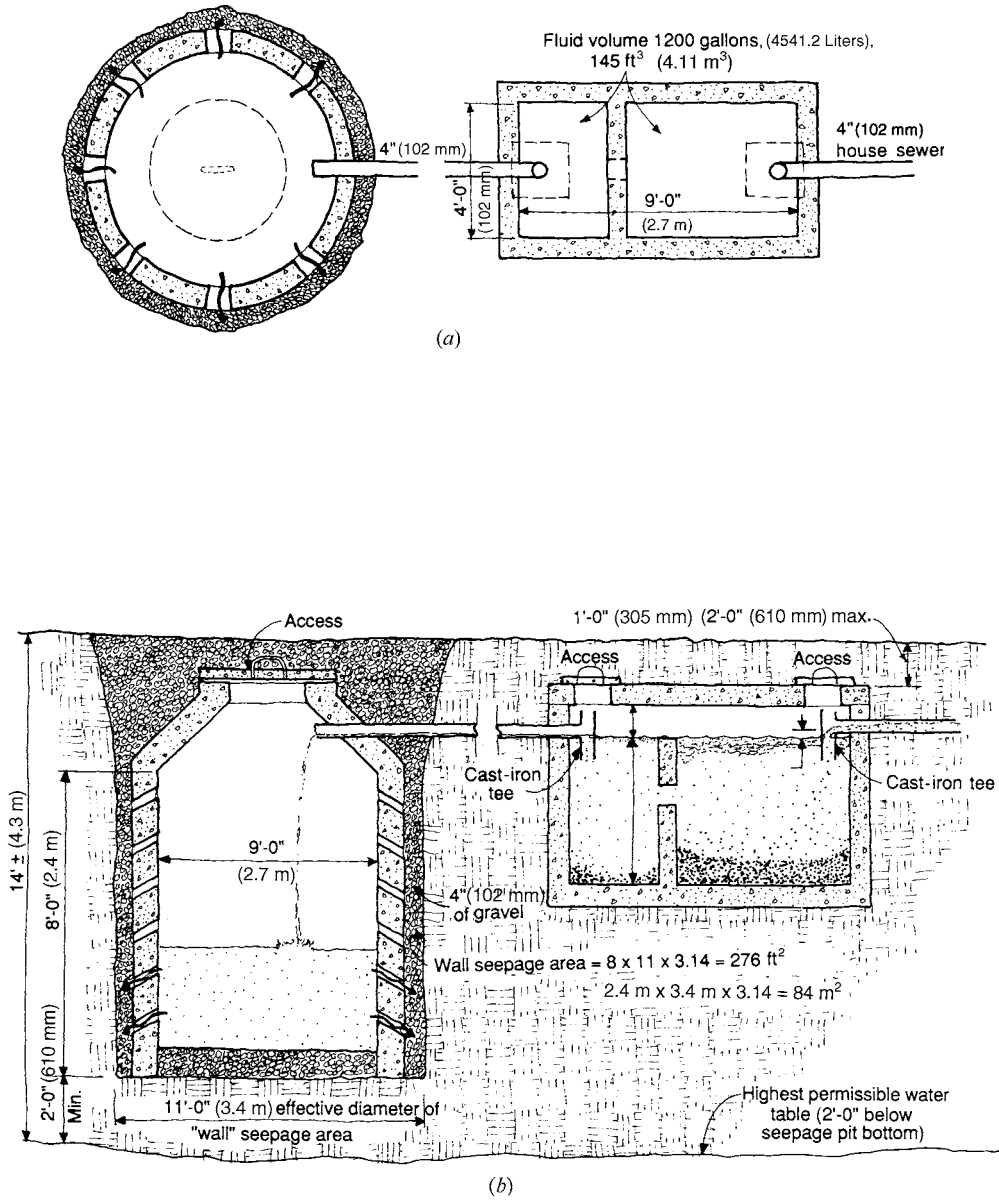 Fluid volume 1200 gallons, (4541.2 Liters),
145 ft³ (4.11 m³)
4" (102 mm)
4'-0"
(102 mm)
9'-0"
(2.7 m)
4" (102 mm)
house sewer
(a)
Access
1'-0" (305 mm) (2'-0" (610 mm) max.
Access
Access
Cast-iron
tee
Cast-iron tee
14' ± (4.3 m)
8'-0" (2.4 m)
2'-0" (610 mm)
Min.
9'-0"
(2.7 m)
4" (102 mm)
of gravel
Wall seepage area = 8 x 11 x 3.14 = 276 ft²
2.4 m x 3.4 m x 3.14 = 84 m²
11'-0" (3.4 m) effective diameter of
"wall" seepage area
Highest permissible water
table (2'-0" below
seepage pit bottom)
(b)